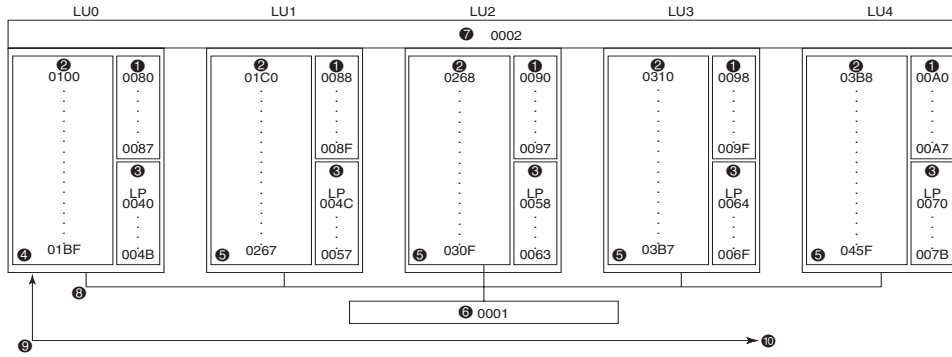 LU0 LU1 LU2 LU3 LU4
❼ 0002
❷ ❶ ❷ ❶ ❷ ❶ ❷ ❶ ❷ ❶
0100 0080 01C0 0088 0268 0090 0310 0098 03B8 00A0
0087 008F 0097 009F 00A7
❸ ❸ ❸ ❸ ❸
LP LP LP LP LP
0040 004C 0058 0064 0070
❹ 01BF 004B ❺ 0267 0057 ❺ 030F 0063 ❺ 03B7 006F ❺ 045F 007B
❽
❻ 0001
❾ ❿